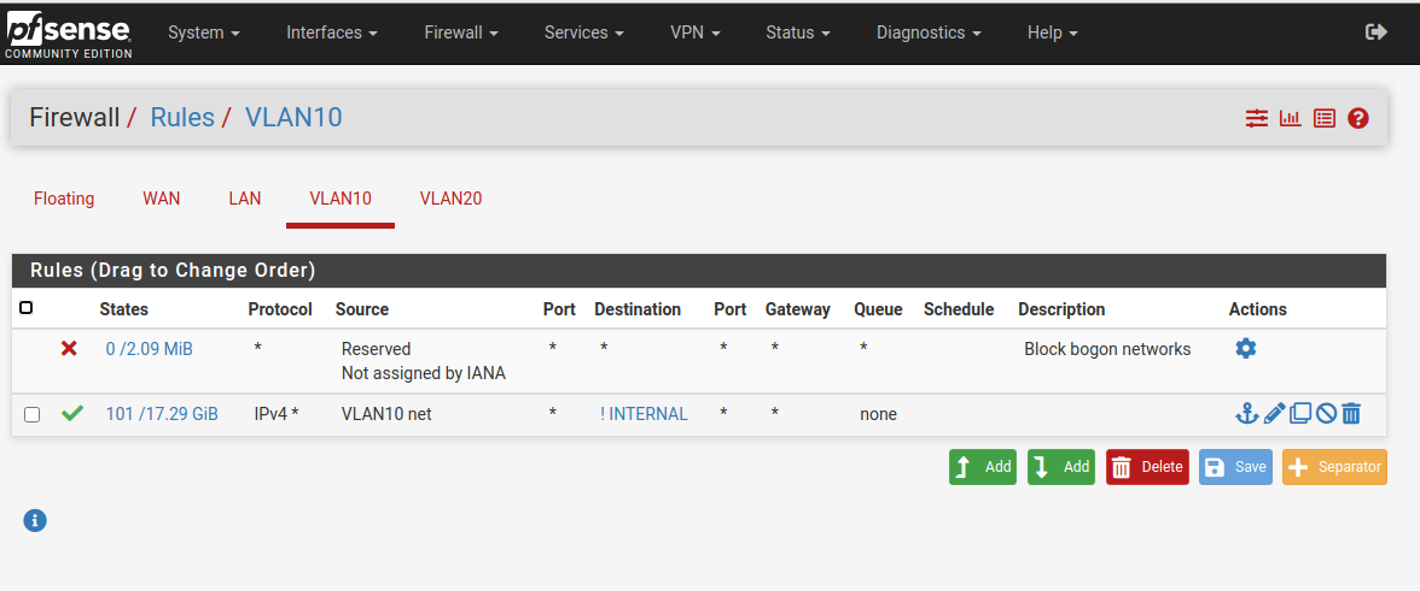 pfsense
COMMUNITY EDITION
System Interfaces Firewall Services VPN Status Diagnostics Help
Firewall / Rules / VLAN10
Floating WAN LAN VLAN10 VLAN20
Rules (Drag to Change Order)
States Protocol Source Port Destination Port Gateway Queue Schedule Description Actions
0 /2.09 MiB * Reserved * * * * * Block bogon networks
Not assigned by IANA
101 /17.29 GiB IPv4 * VLAN10 net * ! INTERNAL * * none
Add Add Delete Save Separator